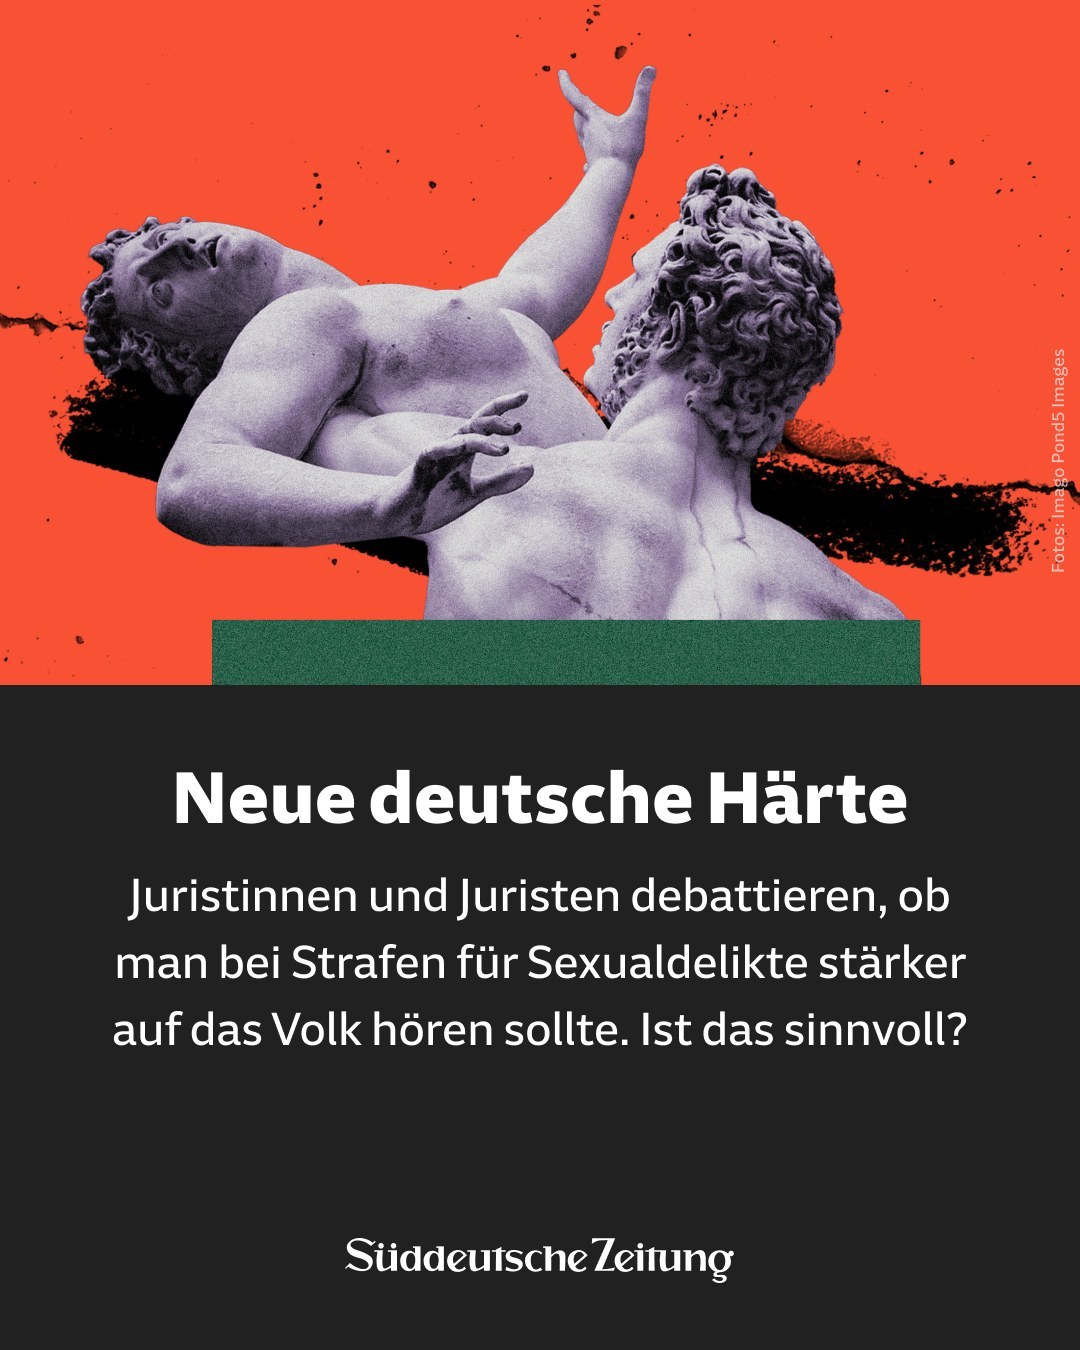 Fotos: Imago Pond5 Images
Neue deutsche Härte
Juristinnen und Juristen debattieren, ob
man bei Strafen für Sexualdelikte stärker
auf das Volk hören sollte. Ist das sinnvoll?
Süddeutsche Zeitung